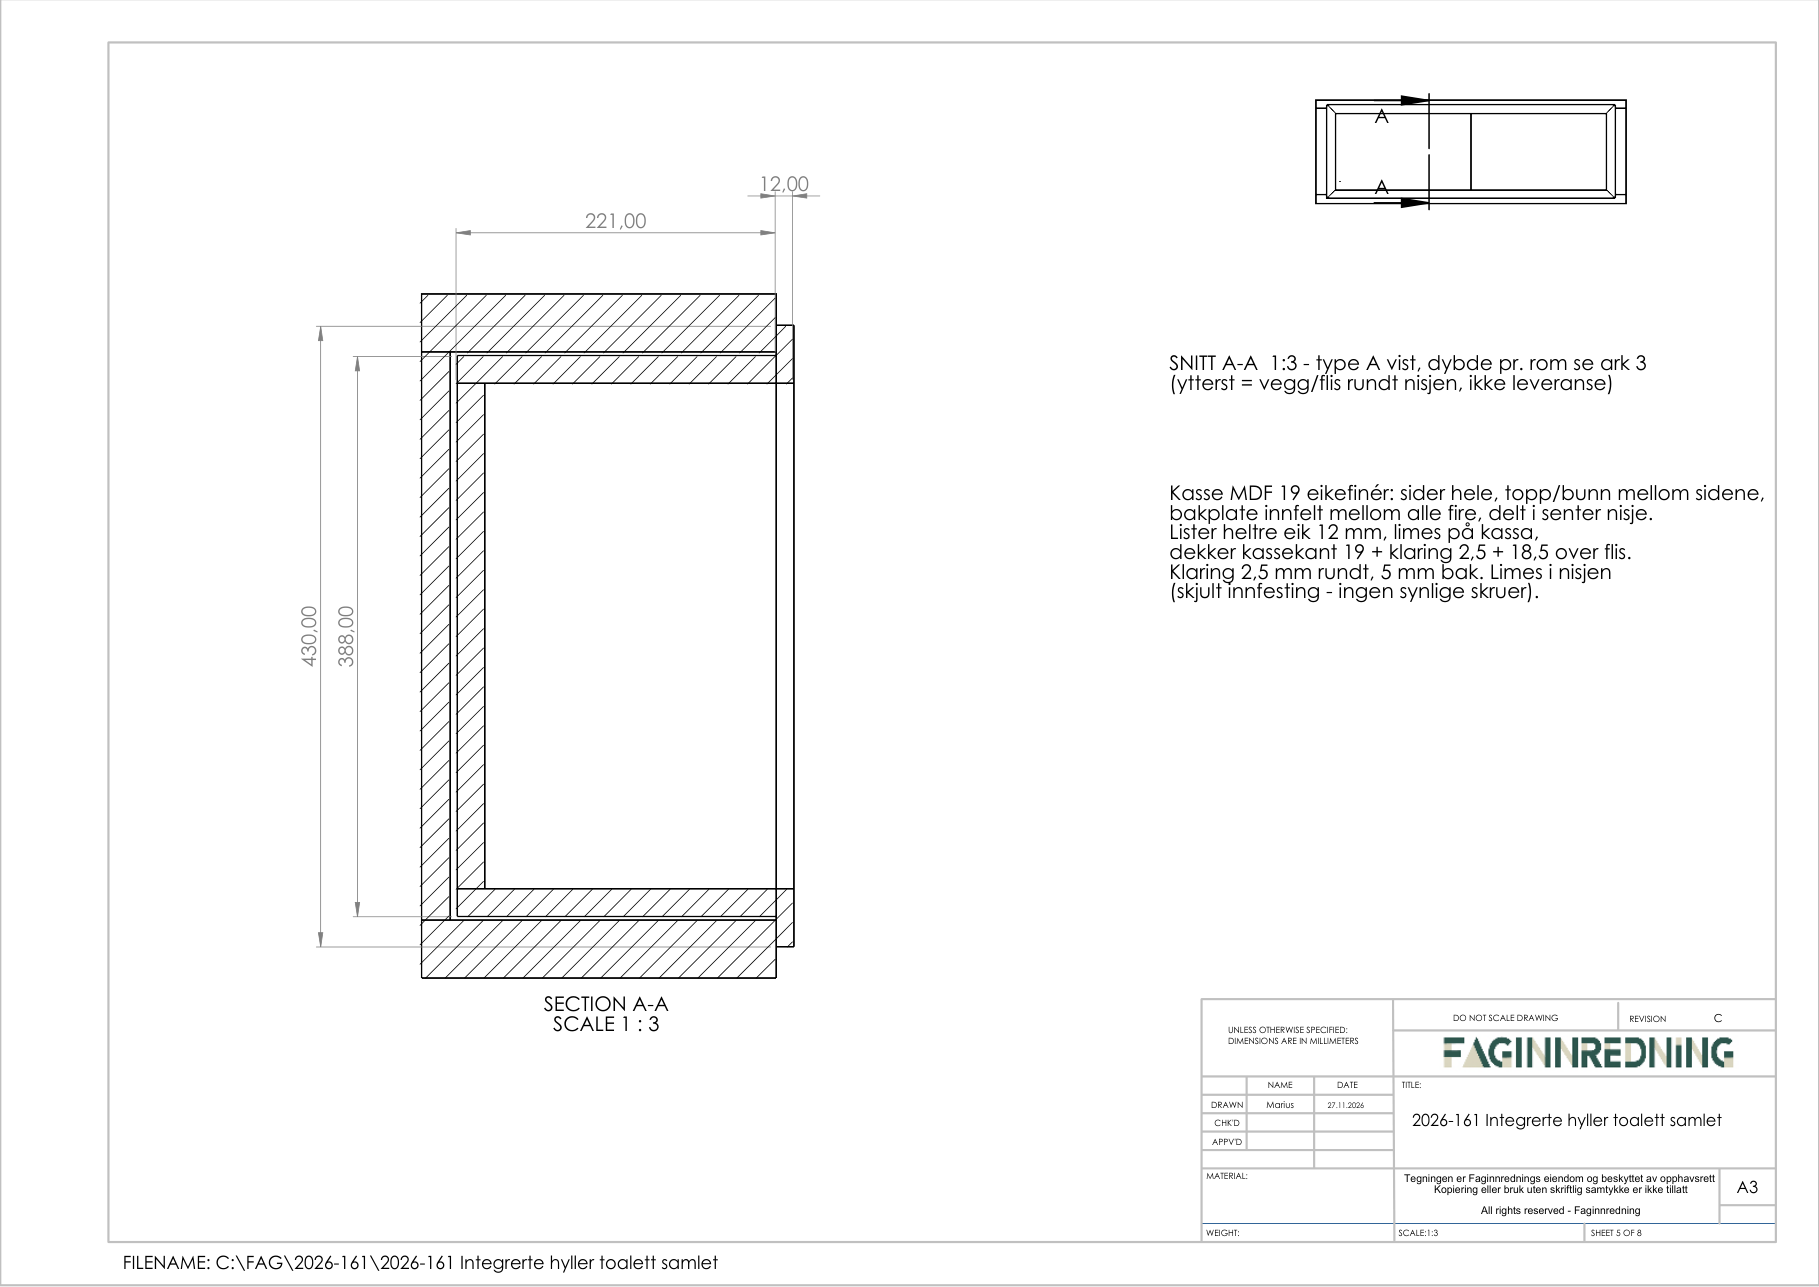 12,00
221,00
430,00
388,00
A
A
SNITT A-A  1:3 - type A vist, dybde pr. rom se ark 3
(ytterst = vegg/flis rundt nisjen, ikke leveranse)
Kasse MDF 19 eikefinér: sider hele, topp/bunn mellom sidene,
bakplate innfelt mellom alle fire, delt i senter nisje.
Lister heltre eik 12 mm, limes på kassa,
dekker kassekant 19 + klaring 2,5 + 18,5 over flis.
Klaring 2,5 mm rundt, 5 mm bak. Limes i nisjen
(skjult innfesting - ingen synlige skruer).
SECTION A-A
SCALE 1 : 3
UNLESS OTHERWISE SPECIFIED:
DIMENSIONS ARE IN MILLIMETERS
DO NOT SCALE DRAWING
REVISION C
FAGINNREDNING
NAME DATE
DRAWN Marius 27.11.2026
CHK'D
APPV'D
TITLE:
2026-161 Integrerte hyller toalett samlet
MATERIAL:
Tegningen er Faginnrednings eiendom og beskyttet av opphavsrett
Kopiering eller bruk uten skriftlig samtykke er ikke tillatt
All rights reserved - Faginnredning
A3
WEIGHT:
SCALE:1:3
SHEET 5 OF 8
FILENAME: C:\FAG\2026-161\2026-161 Integrerte hyller toalett samlet